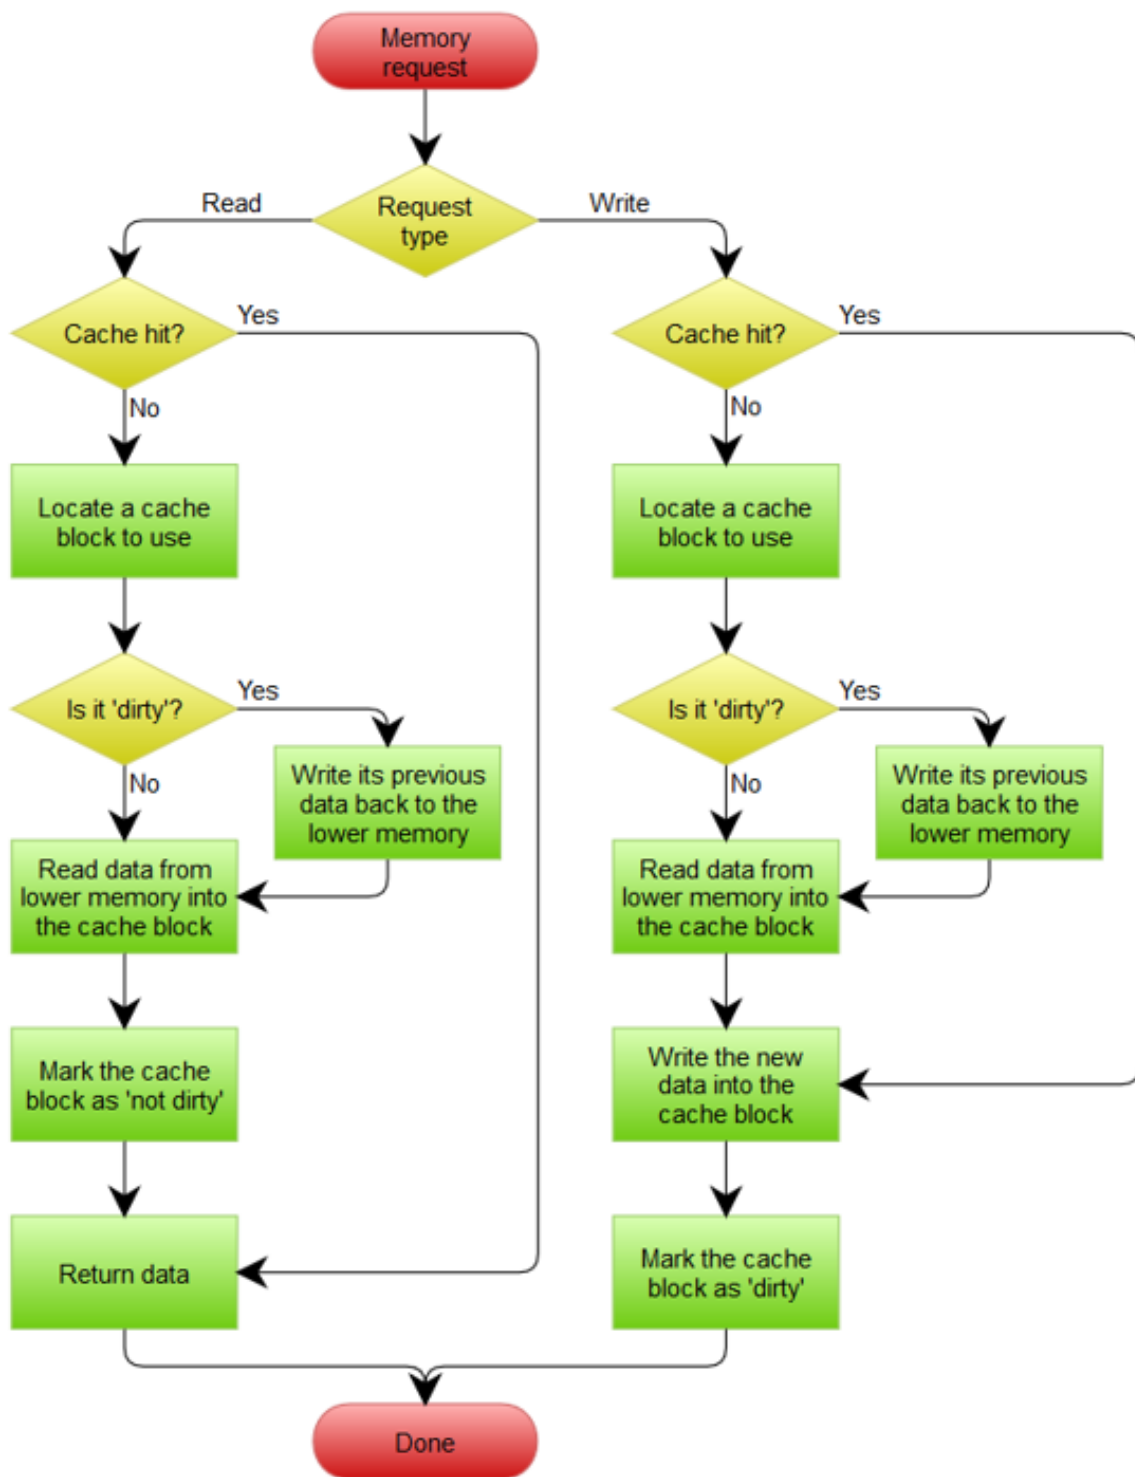 Memory
request
Request
type
Read
Write
Cache hit?
Yes
No
Locate a cache
block to use
Is it 'dirty'?
Yes
No
Write its previous
data back to the
lower memory
Read data from
lower memory into
the cache block
Mark the cache
block as 'not dirty'
Return data
Cache hit?
Yes
No
Locate a cache
block to use
Is it 'dirty'?
Yes
No
Write its previous
data back to the
lower memory
Read data from
lower memory into
the cache block
Write the new
data into the
cache block
Mark the cache
block as 'dirty'
Done